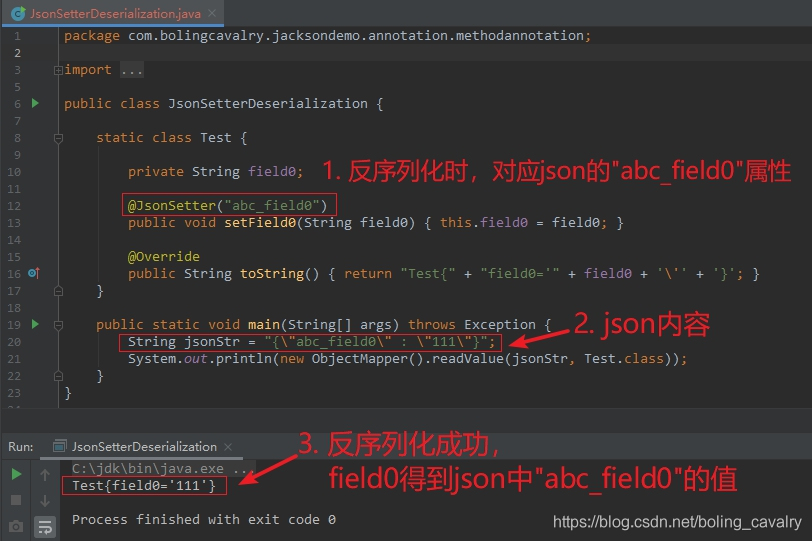 JsonSetterDeserialization.java
1 package com.bolingcavalry.jacksondemo.annotation.methodannotation;
2
3 import ...
5
6 public class JsonSetterDeserialization {
7
8 static class Test {
9
10 private String field0; 1. 反序列化时，对应json的"abc_field0"属性
11
12 @JsonSetter("abc_field0")
13 public void setField0(String field0) { this.field0 = field0; }
14
15 @Override
16 public String toString() { return "Test{" + "field0='" + field0 + '\'' + '}'; }
17 }
18
19 public static void main(String[] args) throws Exception {
20 String jsonStr = "{\"abc_field0\" : \"111\"}";
2. json内容
21 System.out.println(new ObjectMapper().readValue(jsonStr, Test.class));
22 }
23 }
Run: JsonSetterDeserialization
3. 反序列化成功，
field0得到json中"abc_field0"的值
C:\jdk\bin\java.exe ...
Test{field0='111'}
Process finished with exit code 0
https://blog.csdn.net/boling_cavalry